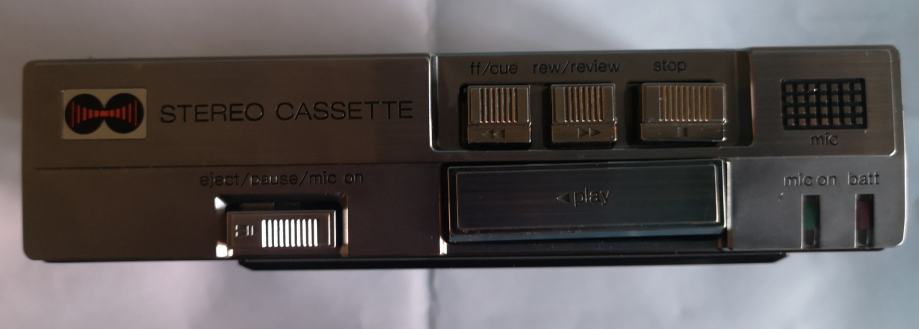 ff/cue rew/review stop
STEREO CASSETTE
mic
eject/pause/mic on
mic on batt
play